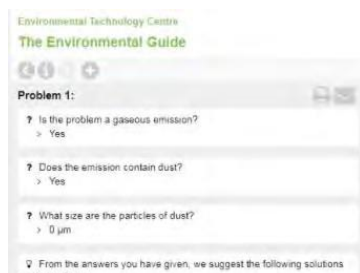 Environmental Technology Centre
The Environmental Guide
Problem 1:
? Is the problem a gaseous emission?
> Yes
? Does the emission contain dust?
> Yes
? What size are the particles of dust?
> 0 µm
From the answers you have given, we suggest the following solutions